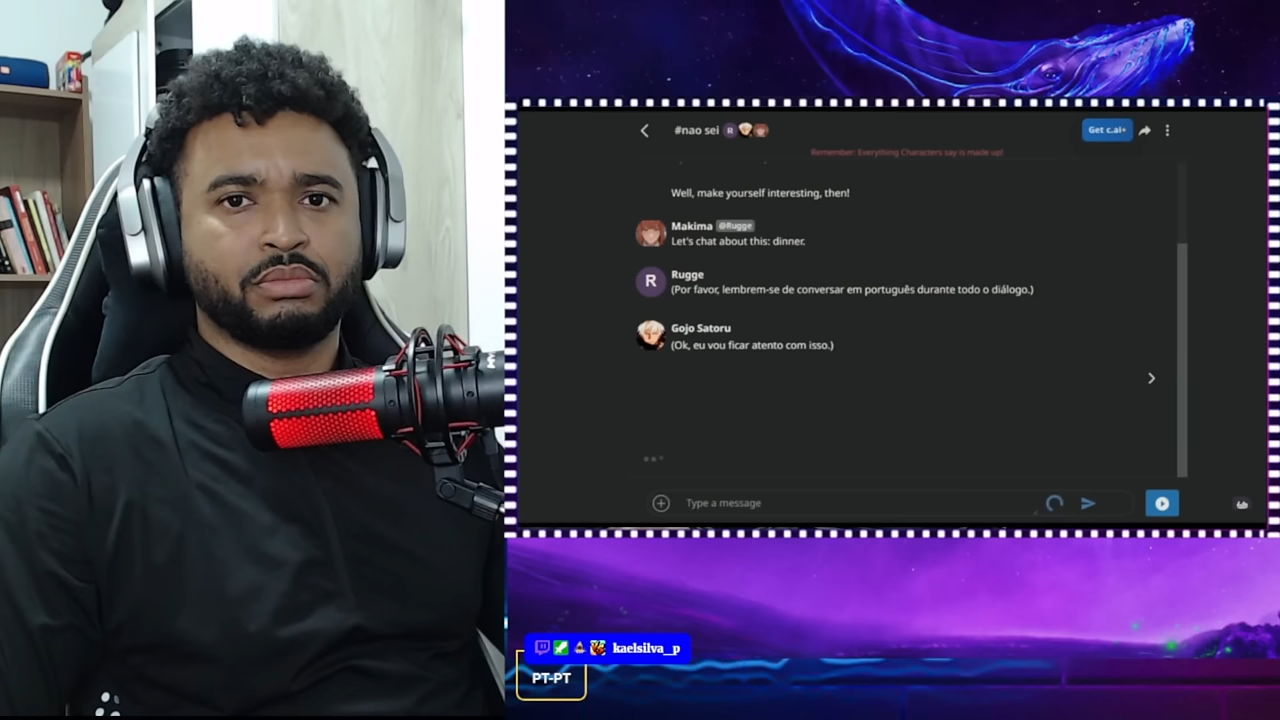 #nao sei
R
Get c.ai+
Remember: Everything Characters say is made up!
Well, make yourself interesting, then!
Makima @Rugge
Let's chat about this: dinner.
R
Rugge
(Por favor, lembrem-se de conversar em português durante todo o diálogo.)
Gojo Satoru
(Ok, eu vou ficar atento com isso.)
Type a message
kaelsilva_p
PT-PT